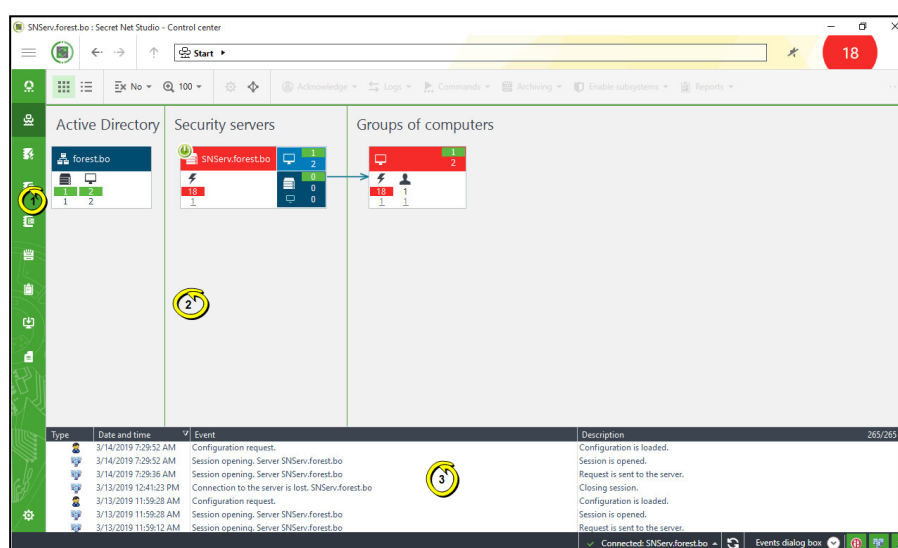 SNServ.forest.bo : Secret Net Studio - Control center
Start
18
No
100
Acknowledge
Logs
Commands
Archiving
Enable subsystems
Reports
Active Directory
Security servers
Groups of computers
forest.bo
1 2
1 2
SNServ.forest.bo
1
2
18
1
0
0
0
1
2
18 1
1 1
1
2
3
Type Date and time Event Description 265/265
3/14/2019 7:29:52 AM Configuration request. Configuration is loaded.
3/14/2019 7:29:52 AM Session opening. Server SNServ.forest.bo Session is opened.
3/14/2019 7:29:36 AM Session opening. Server SNServ.forest.bo Request is sent to the server.
3/13/2019 12:41:23 PM Connection to the server is lost. SNServ.forest.bo Closing session.
3/13/2019 11:59:28 AM Configuration request. Configuration is loaded.
3/13/2019 11:59:28 AM Session opening. Server SNServ.forest.bo Session is opened.
3/13/2019 11:59:12 AM Session opening. Server SNServ.forest.bo Request is sent to the server.
Connected: SNServ.forest.bo Events dialog box